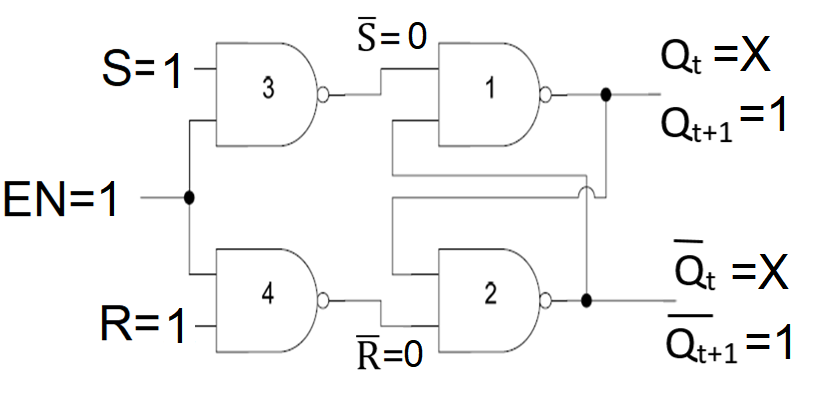 S=1
3
S̅=0
1
Qt =X
Qt+1 =1
EN=1
R=1
4
R̅=0
2
Q̅t =X
Q̅t̅+̅1̅ =1